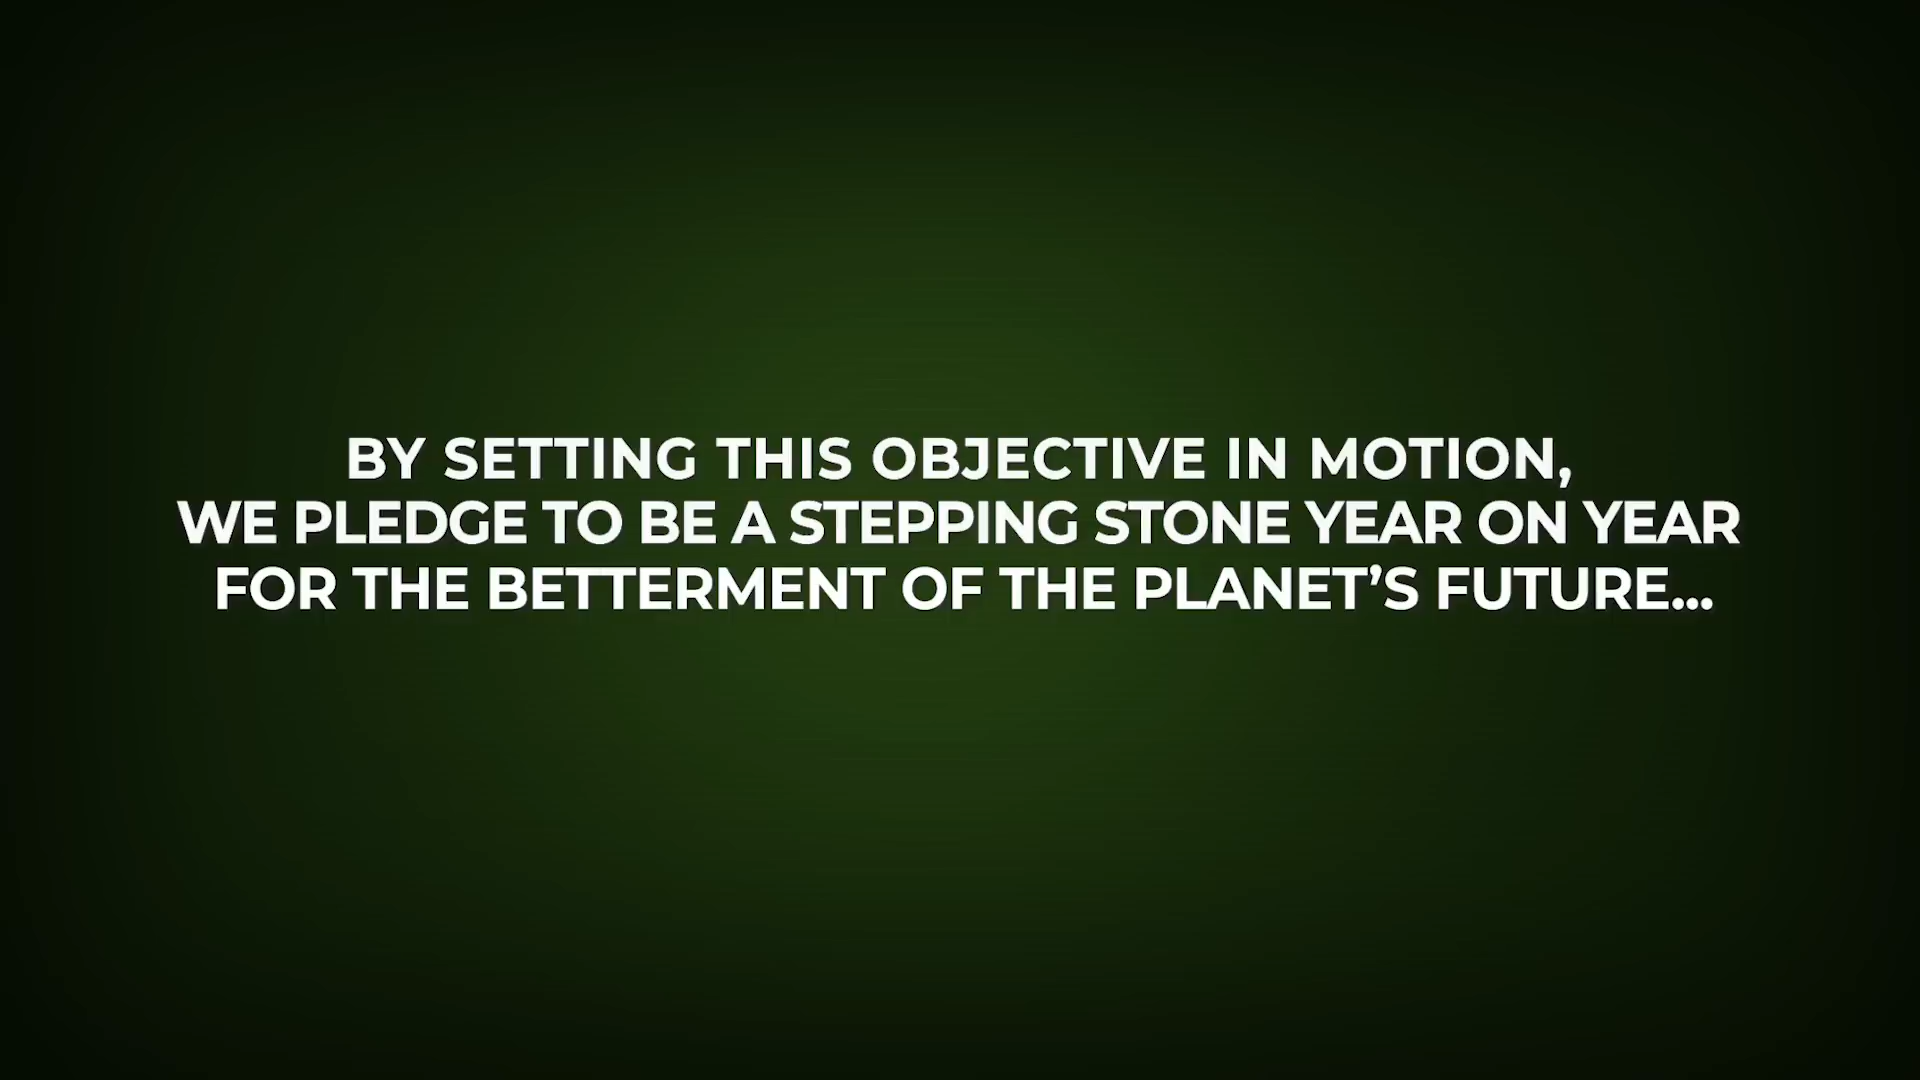 BY SETTING THIS OBJECTIVE IN MOTION,
WE PLEDGE TO BE A STEPPING STONE YEAR ON YEAR
FOR THE BETTERMENT OF THE PLANET’S FUTURE...